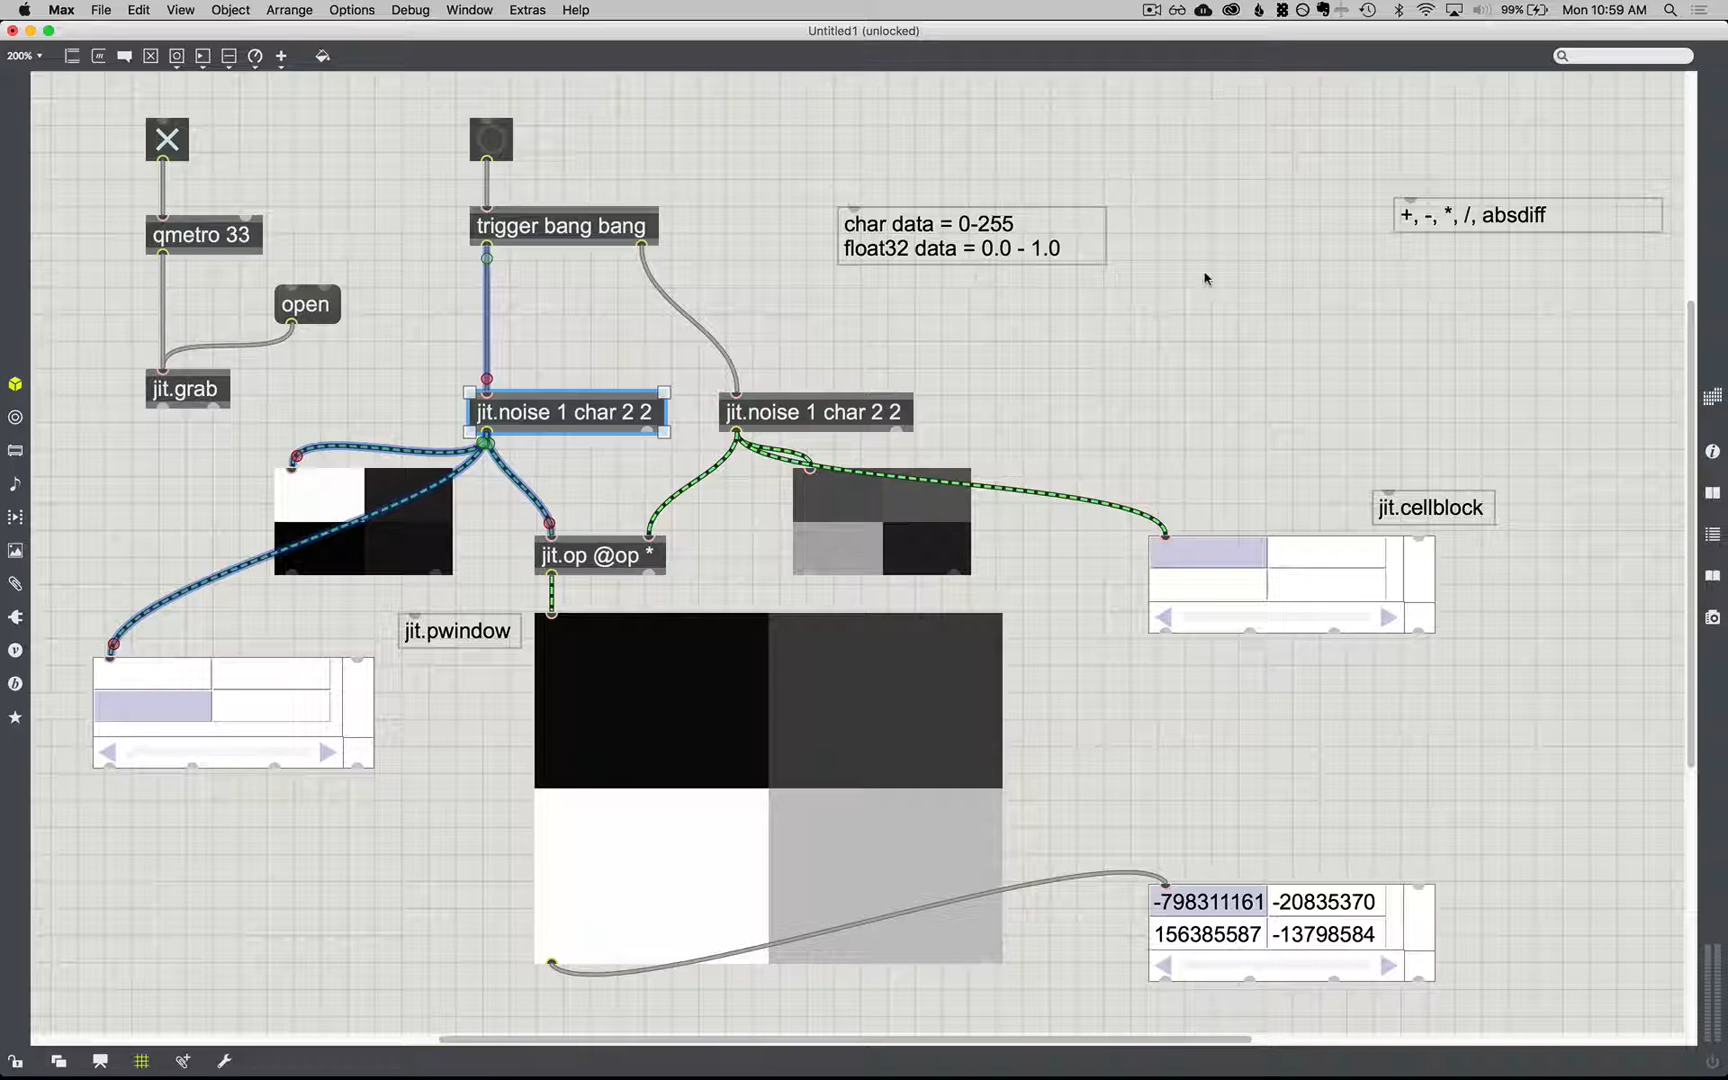 Max File Edit View Object Arrange Options Debug Window Extras Help 99% Mon 10:59 AM
Untitled1 (unlocked)
200%
trigger bang bang
qmetro 33
char data = 0-255
float32 data = 0.0 - 1.0
+, -, *, /, absdiff
open
jit.grab
jit.noise 1 char 2 2
jit.noise 1 char 2 2
jit.cellblock
jit.op @op *
jit.pwindow
-798311161 -20835370
156385587 -13798584